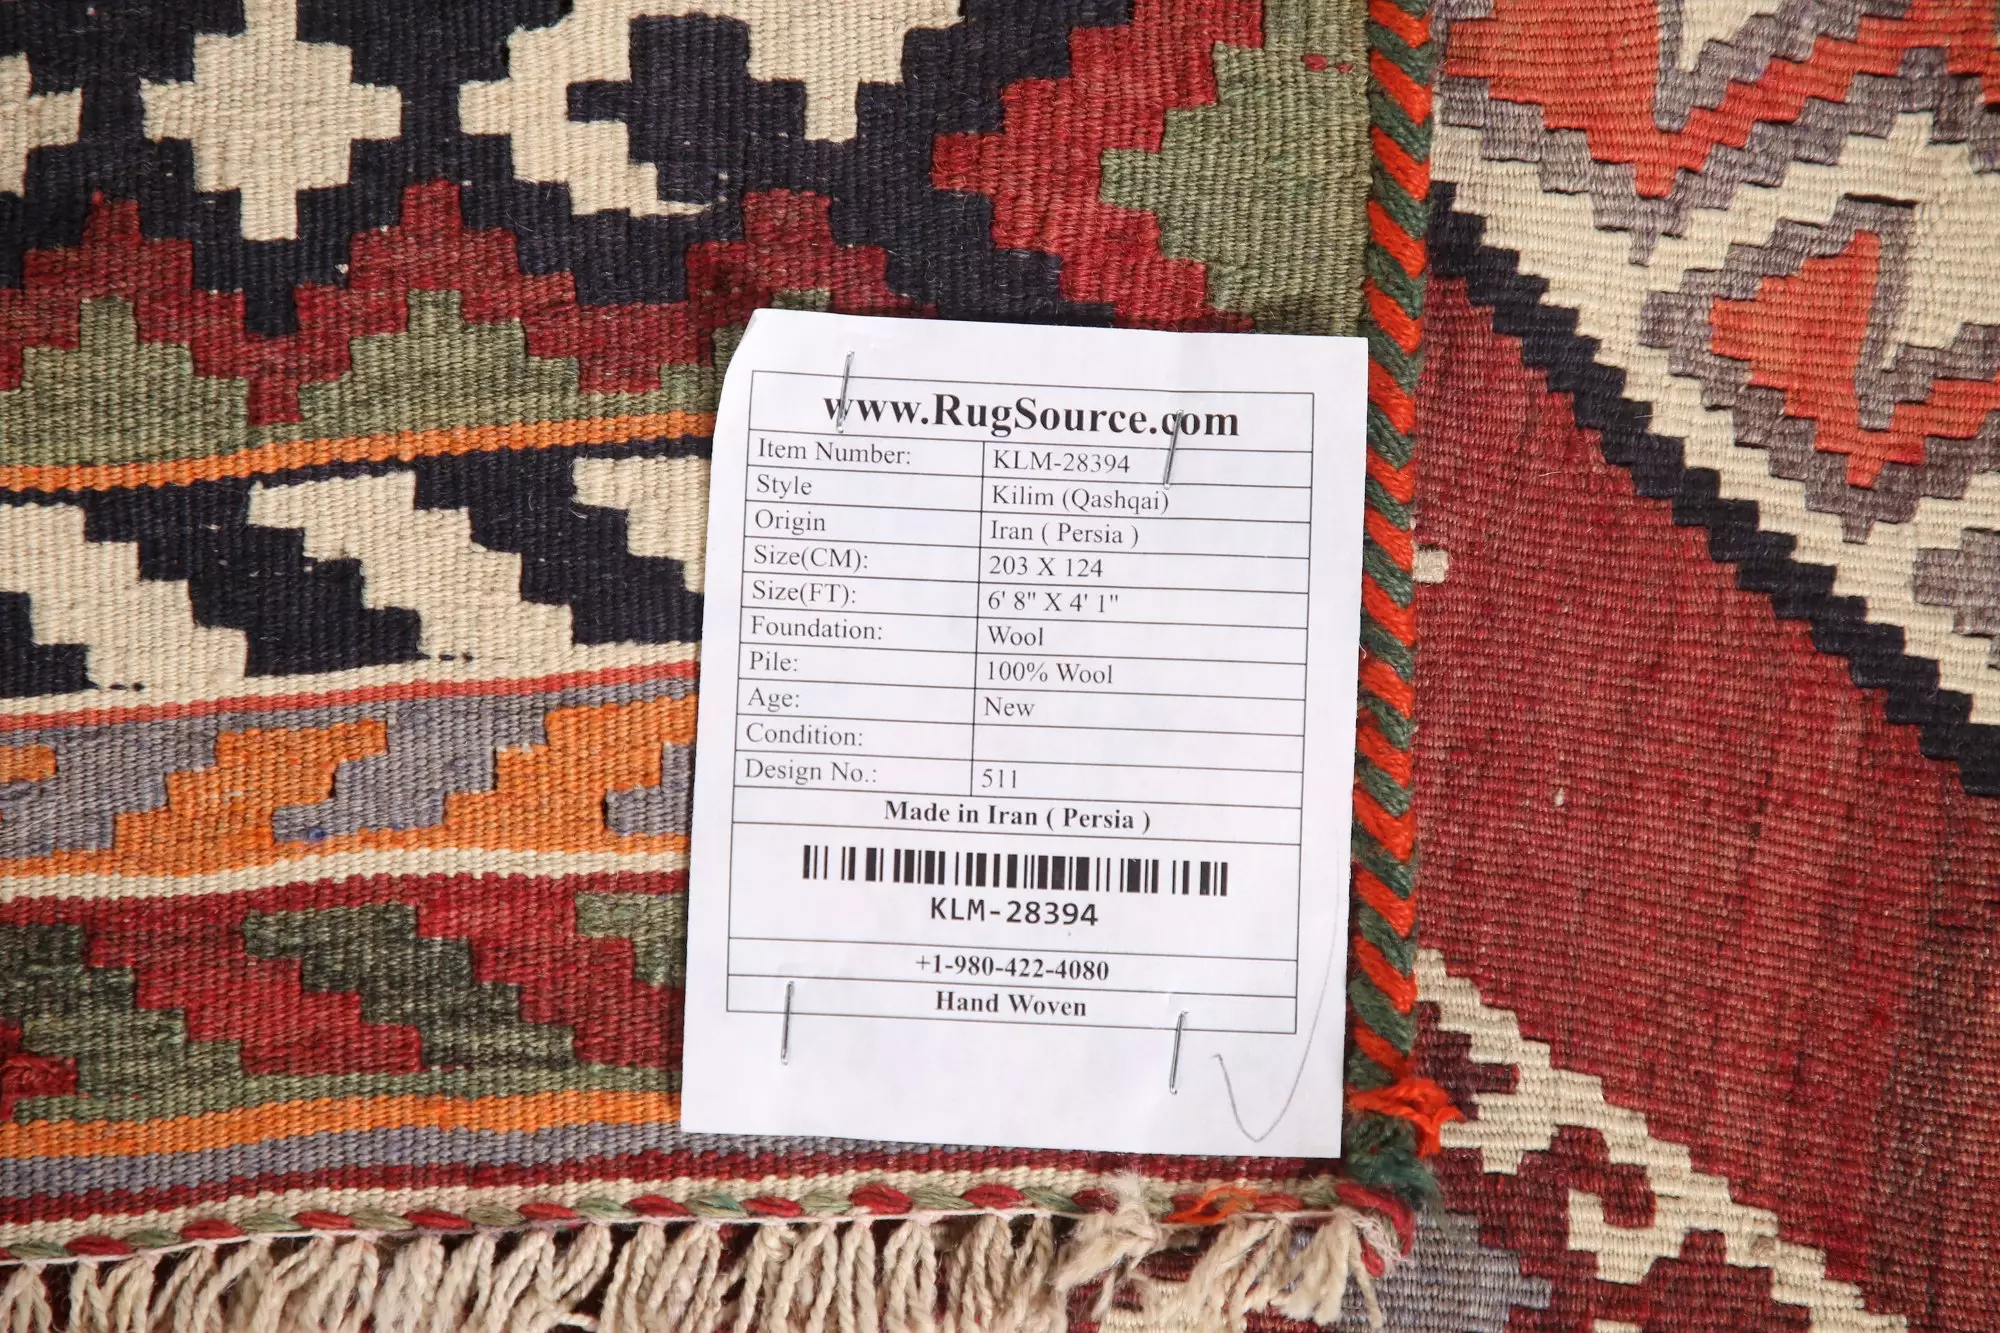 www.RugSource.com
Item Number: KLM-28394
Style Kilim (Qashqai)
Origin Iran ( Persia )
Size(CM): 203 X 124
Size(FT): 6' 8" X 4' 1"
Foundation: Wool
Pile: 100% Wool
Age: New
Condition:
Design No.: 511
Made in Iran ( Persia )
KLM-28394
+1-980-422-4080
Hand Woven